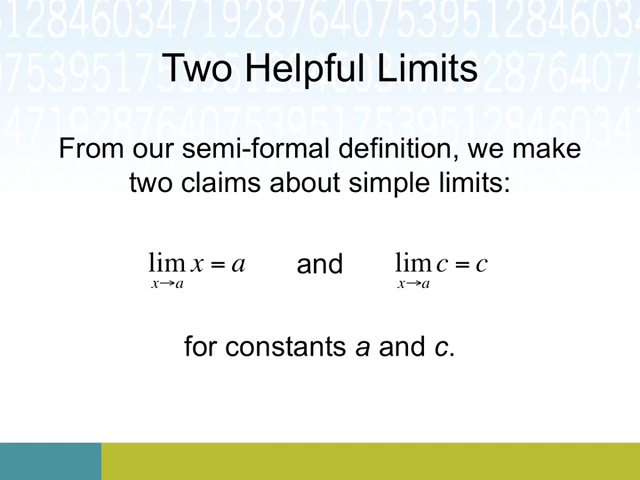 Two Helpful Limits
From our semi-formal definition, we make
two claims about simple limits:
lim x = a and lim c = c
x→a x→a
for constants a and c.